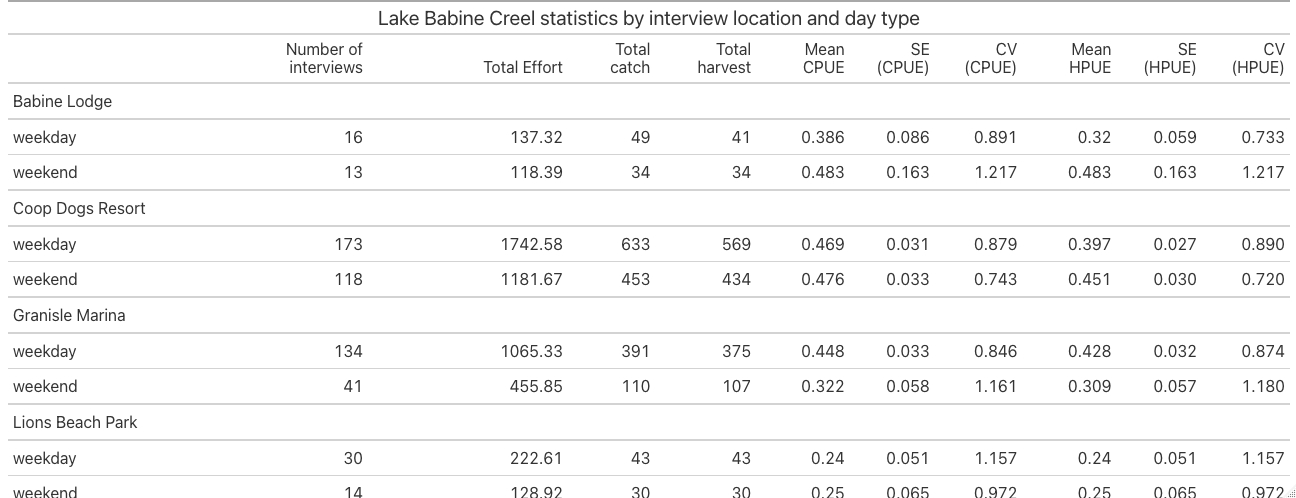 Lake Babine Creel statistics by interview location and day type
Number of interviews Total Effort Total catch Total harvest Mean CPUE SE (CPUE) CV (CPUE) Mean HPUE SE (HPUE) CV (HPUE)
Babine Lodge
weekday 16 137.32 49 41 0.386 0.086 0.891 0.32 0.059 0.733
weekend 13 118.39 34 34 0.483 0.163 1.217 0.483 0.163 1.217
Coop Dogs Resort
weekday 173 1742.58 633 569 0.469 0.031 0.879 0.397 0.027 0.890
weekend 118 1181.67 453 434 0.476 0.033 0.743 0.451 0.030 0.720
Granisle Marina
weekday 134 1065.33 391 375 0.448 0.033 0.846 0.428 0.032 0.874
weekend 41 455.85 110 107 0.322 0.058 1.161 0.309 0.057 1.180
Lions Beach Park
weekday 30 222.61 43 43 0.24 0.051 1.157 0.24 0.051 1.157
weekend 14 128.92 30 30 0.25 0.065 0.972 0.25 0.065 0.972